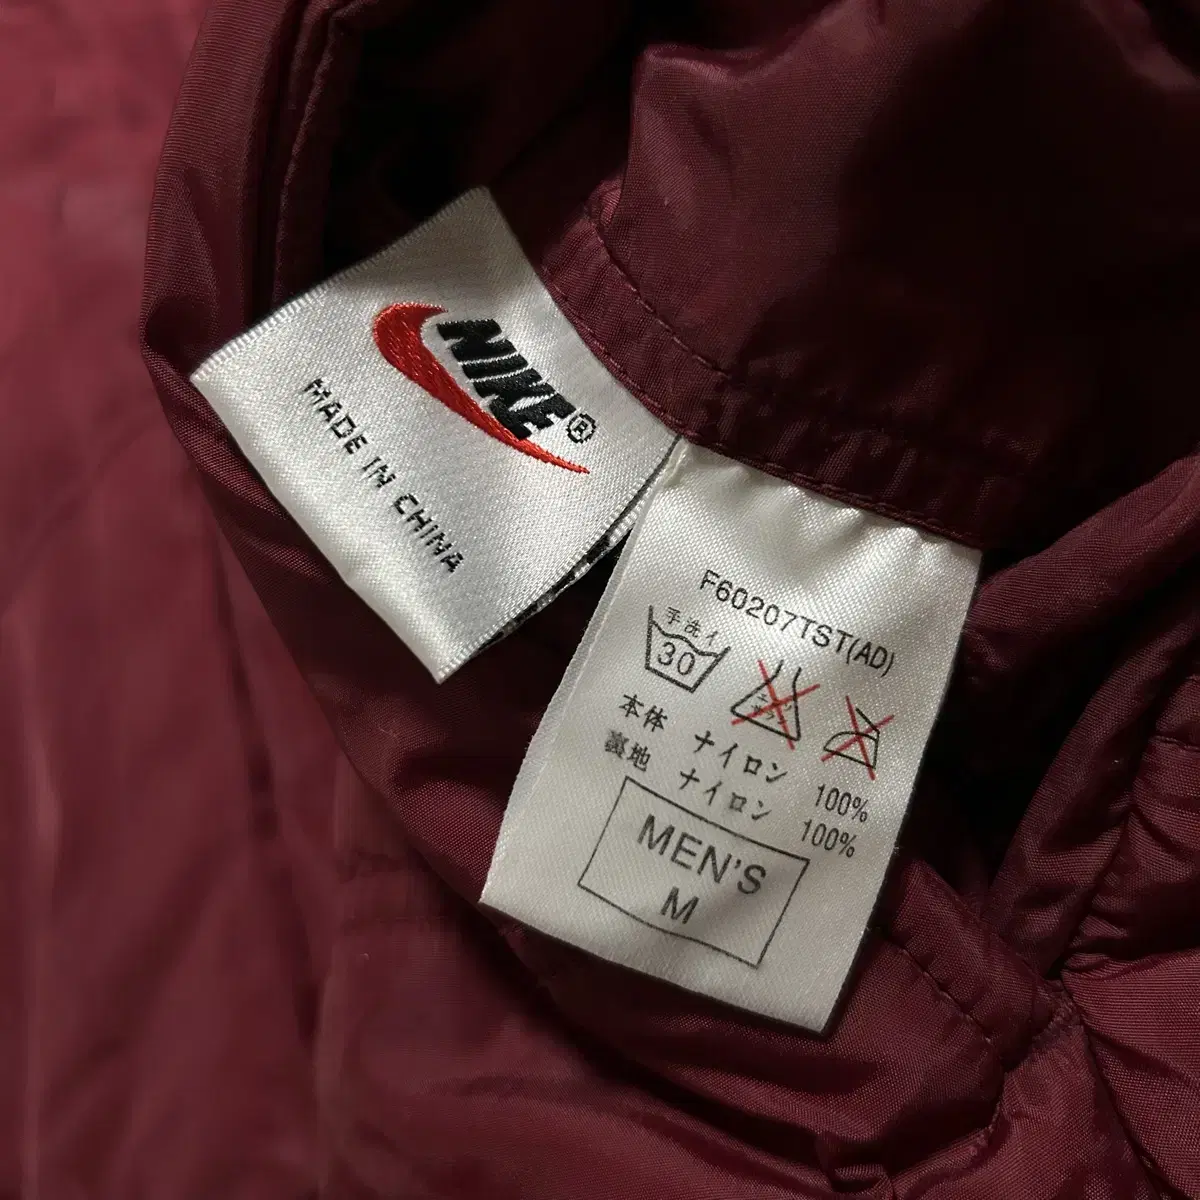 NIKE®
MADE IN CHINA
F60207TST(AD)
手洗イ
30
本体 ナイロン 100%
裏地 ナイロン 100%
MEN'S
M